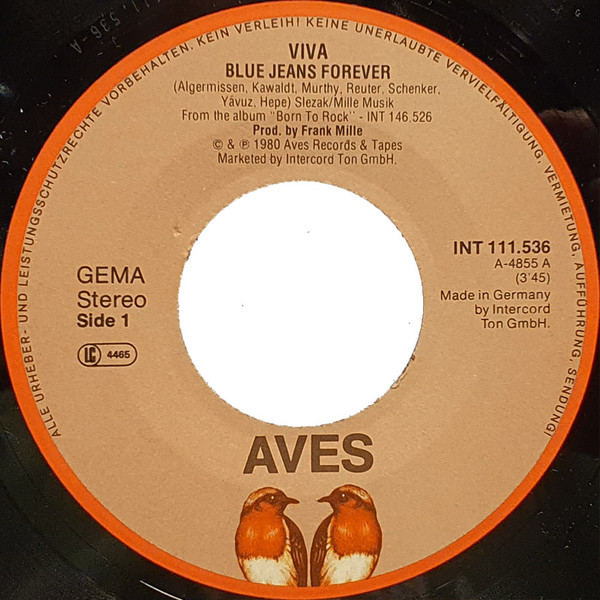 ALLE URHEBER- UND LEISTUNGSSCHUTZRECHTE VORBEHALTEN. KEIN VERLEIH! KEINE UNERLAUBTE VERVIELFÄLTIGUNG, VERMIETUNG, AUFFÜHRUNG, SENDUNG!
VIVA
BLUE JEANS FOREVER
(Algermissen, Kawaldt, Murthy, Reuter, Schenker,
Yávuz, Hepe) Slezak/Mille Musik
From the album "Born To Rock" - INT 146.526
Prod. by Frank Mille
© & ℗ 1980 Aves Records & Tapes
Marketed by Intercord Ton GmbH.
GEMA
Stereo
Side 1
LC 4465
INT 111.536
A-4855 A
(3'45)
Made in Germany
by Intercord
Ton GmbH.
AVES